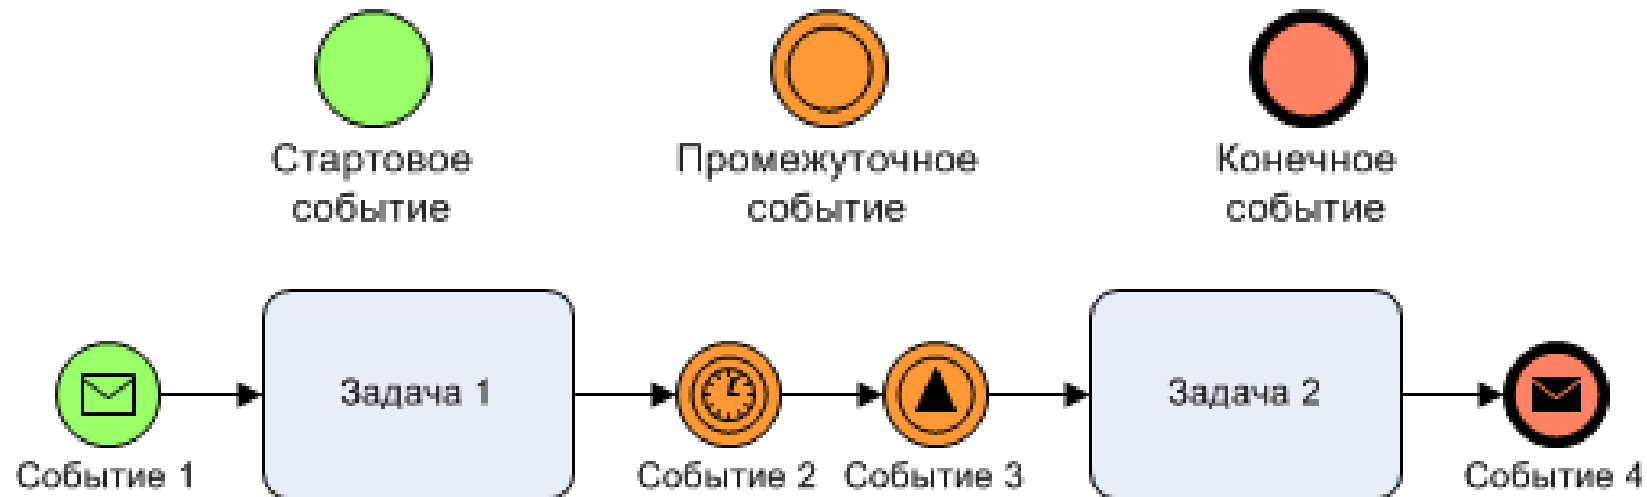 Стартовое
событие
Промежуточное
событие
Конечное
событие
Задача 1
Задача 2
Событие 1
Событие 2
Событие 3
Событие 4